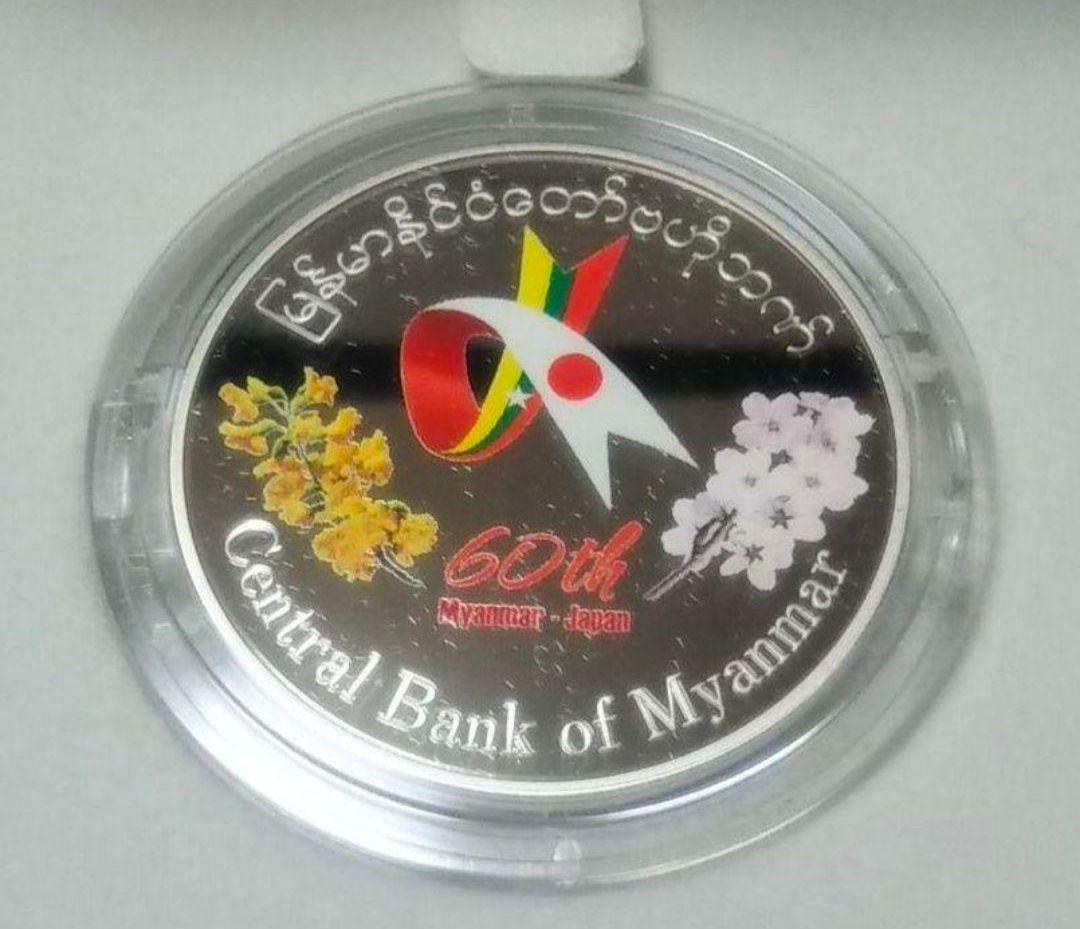 မြန်မာနိုင်ငံတော်ဗဟိုဘဏ်
60th
Myanmar - Japan
Central Bank of Myanmar